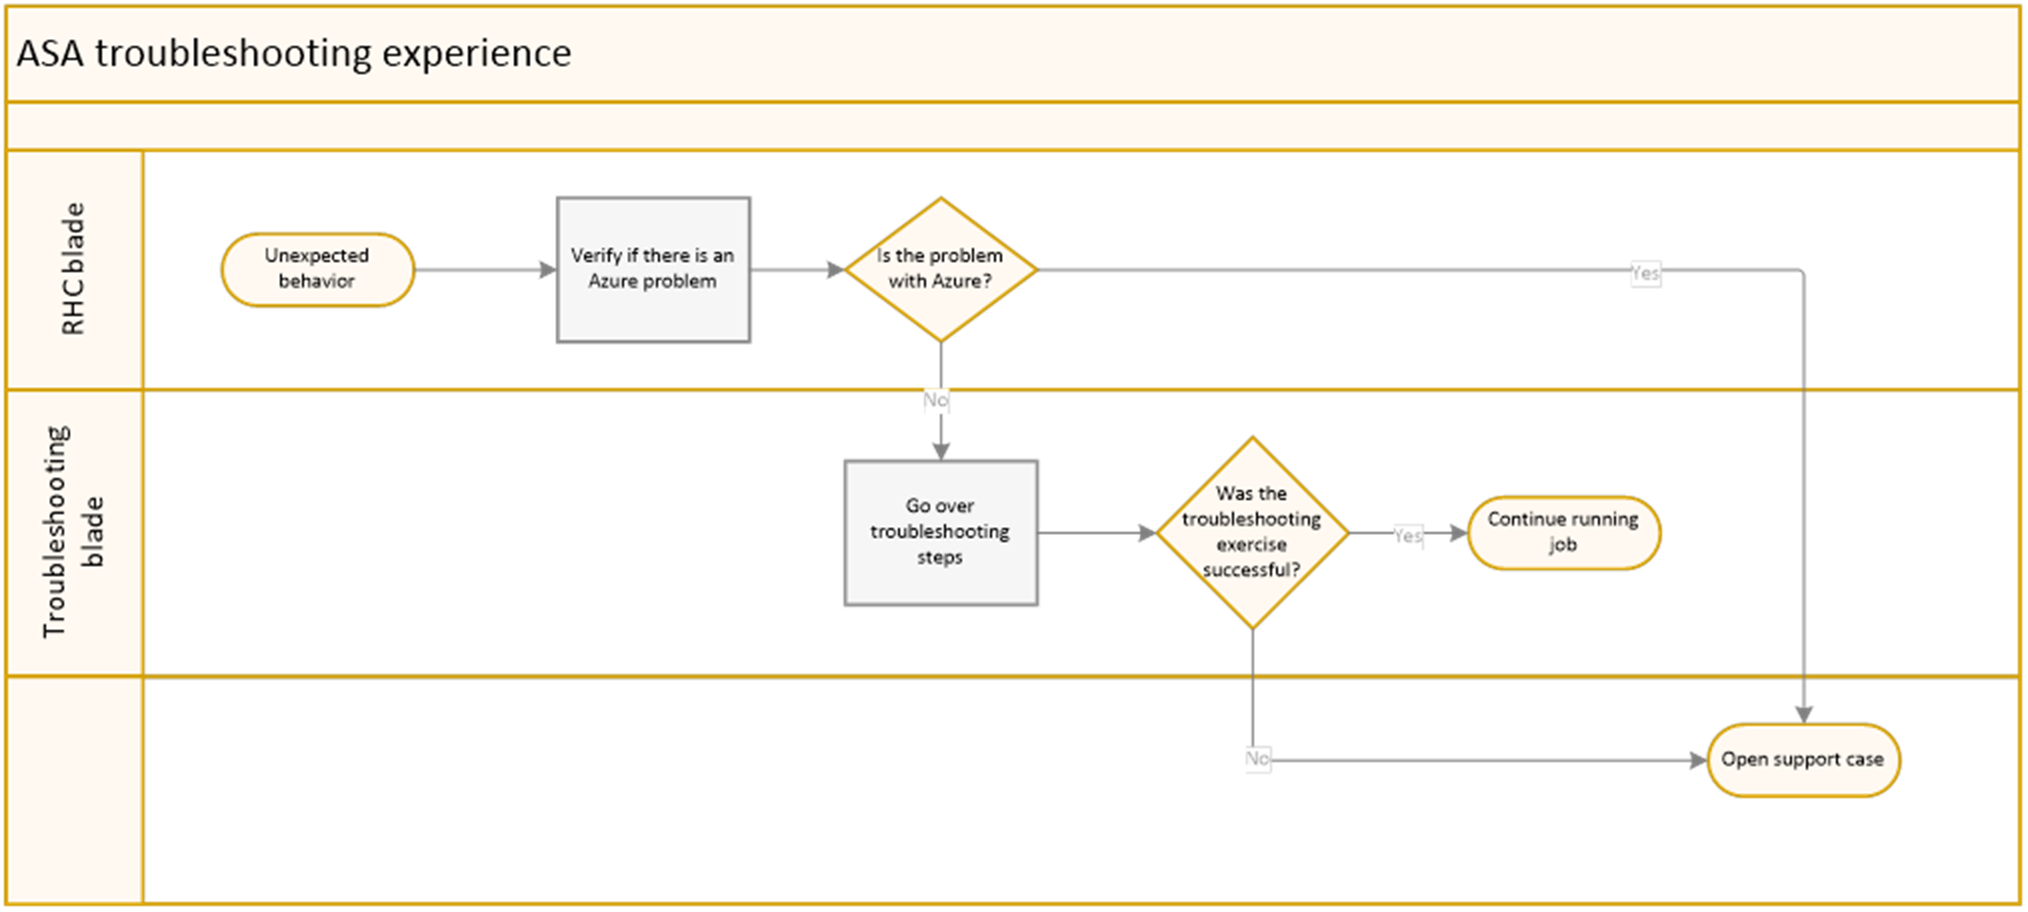 ASA troubleshooting experience
RHC blade
Unexpected
behavior
Verify if there is an
Azure problem
Is the problem
with Azure?
Yes
No
Troubleshooting
blade
Go over
troubleshooting
steps
Was the
troubleshooting
exercise
successful?
Yes
Continue running
job
No
Open support case